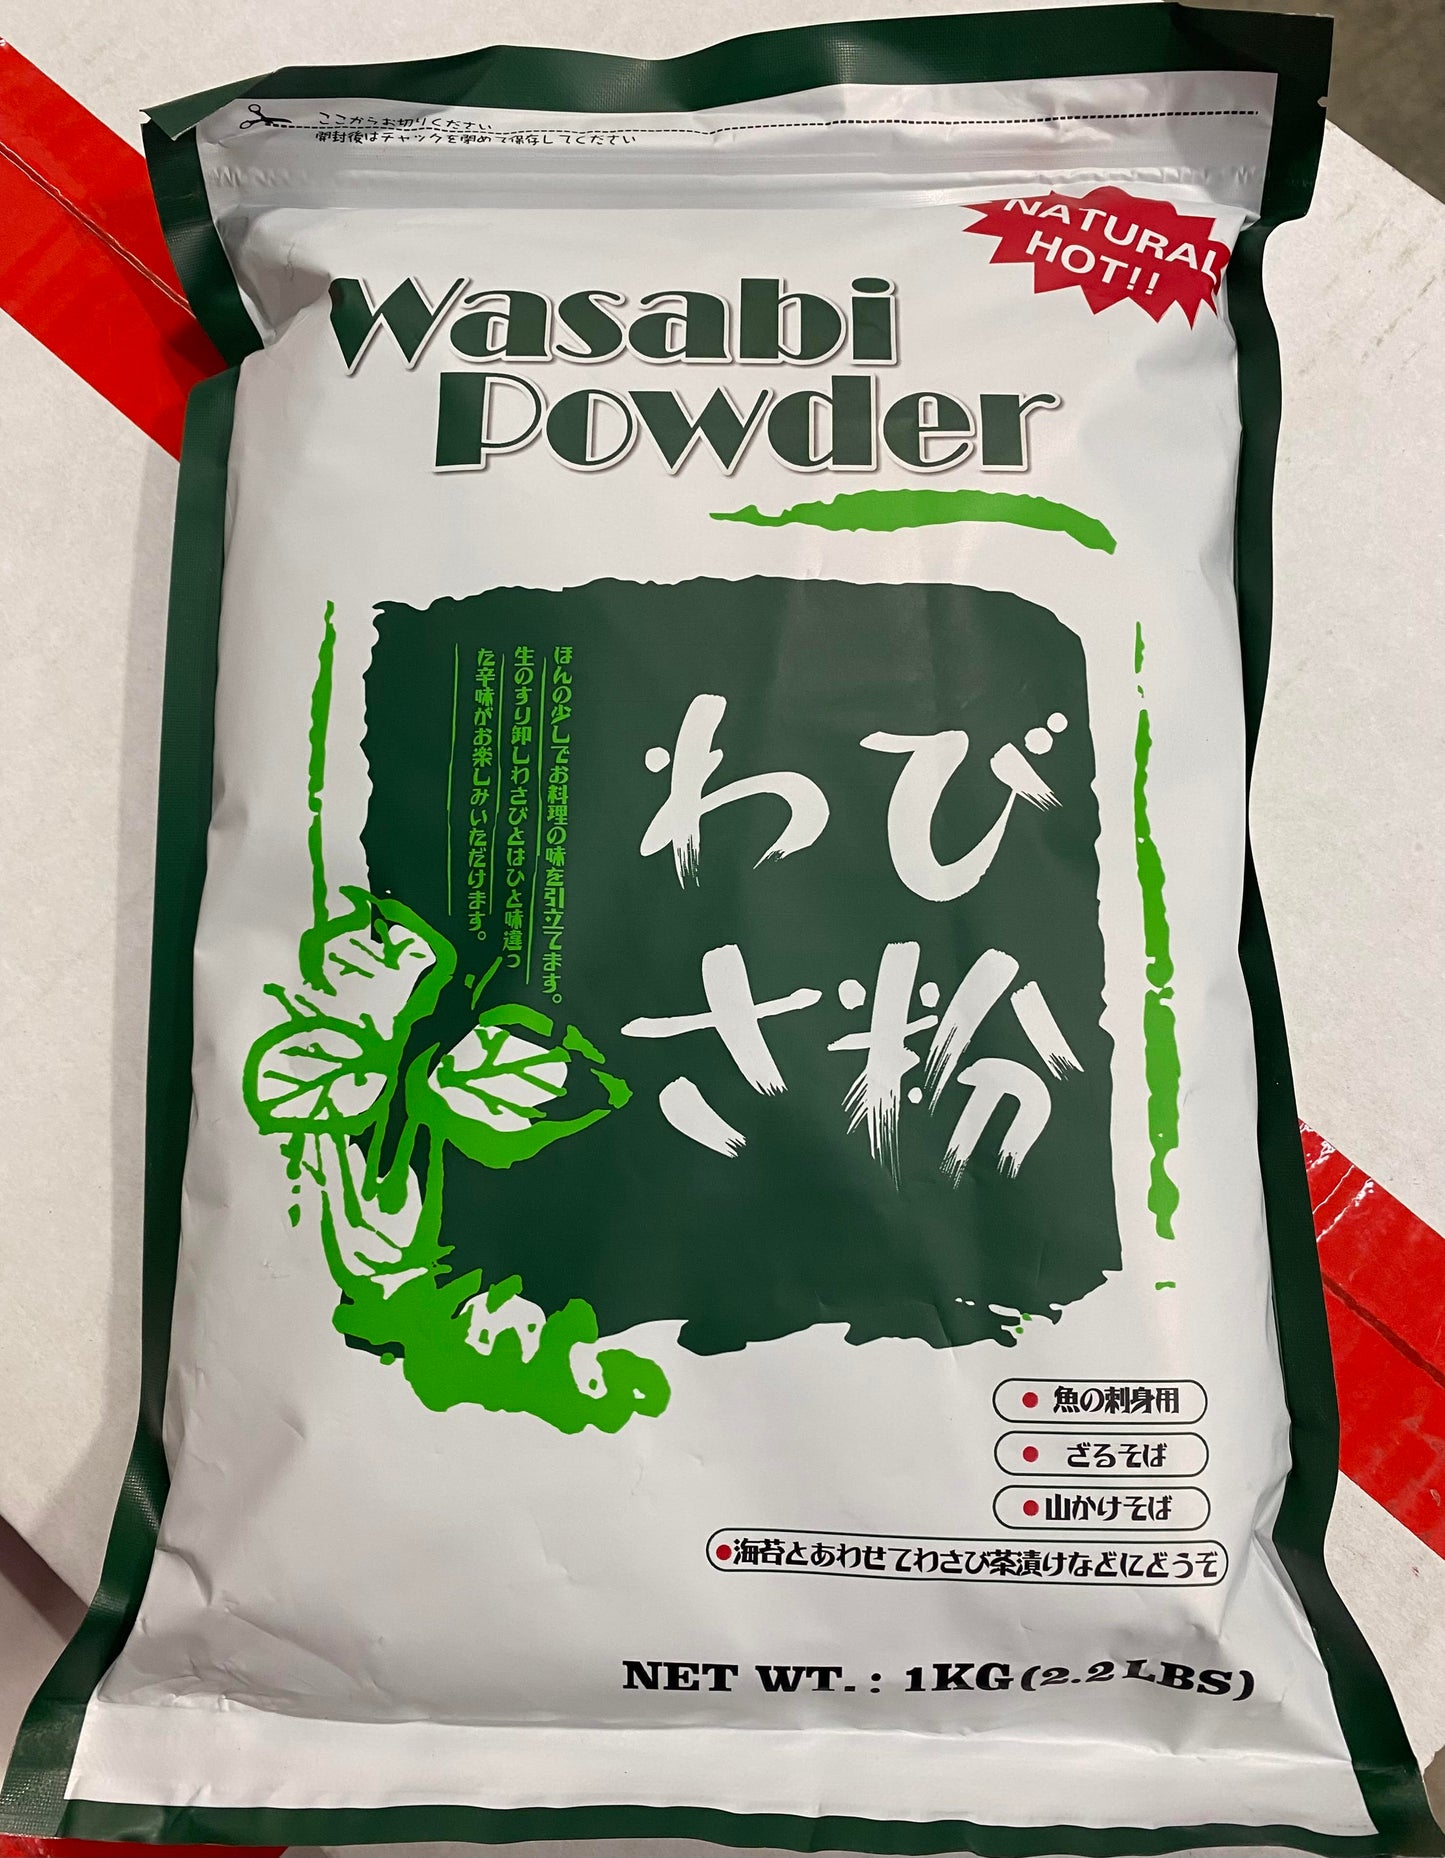 ここからお切りください
開封後はチャックを閉めて保存してください
NATURAL
HOT!!
Wasabi
Powder
わび
さ粉
ほんの少しでお料理の味を引立てます。
生のすり卸しわさびとはひと味違っ
た辛味がお楽しみいただけます。
魚の刺身用
ざるそば
山かけそば
海苔とあわせてわさび茶漬けなどにどうぞ
NET WT. : 1KG(2.2LBS)